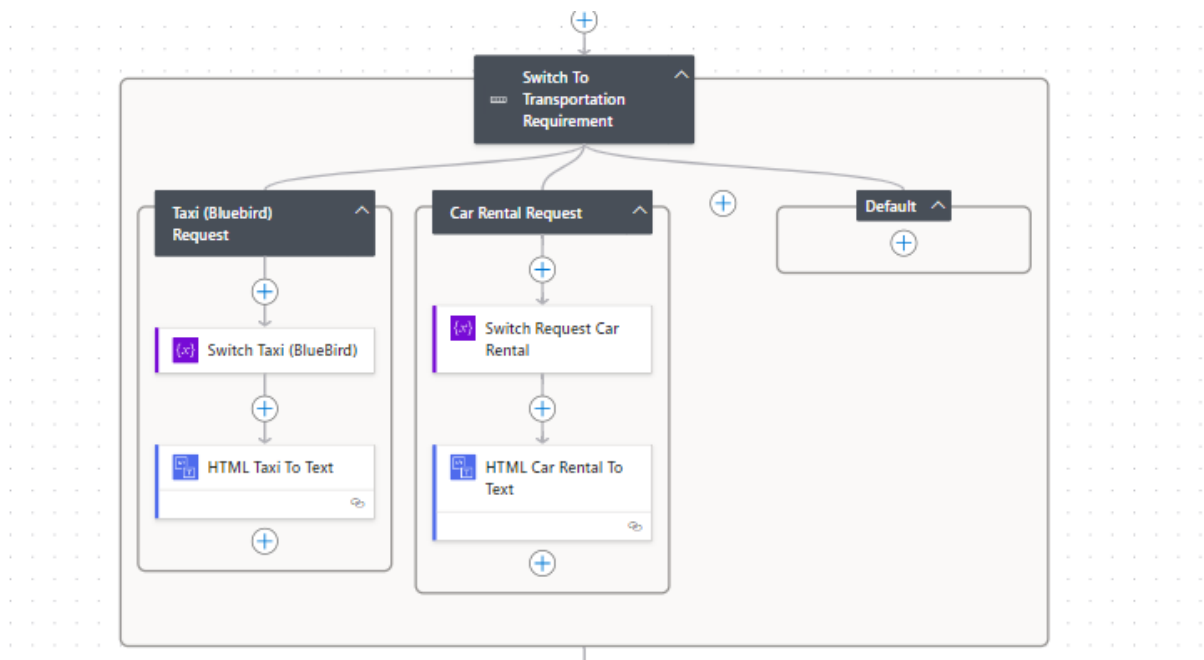 Switch To
Transportation
Requirement
Taxi (Bluebird)
Request
Car Rental Request
Default
{x} Switch Taxi (BlueBird)
{x} Switch Request Car
Rental
HTML Taxi To Text
HTML Car Rental To
Text